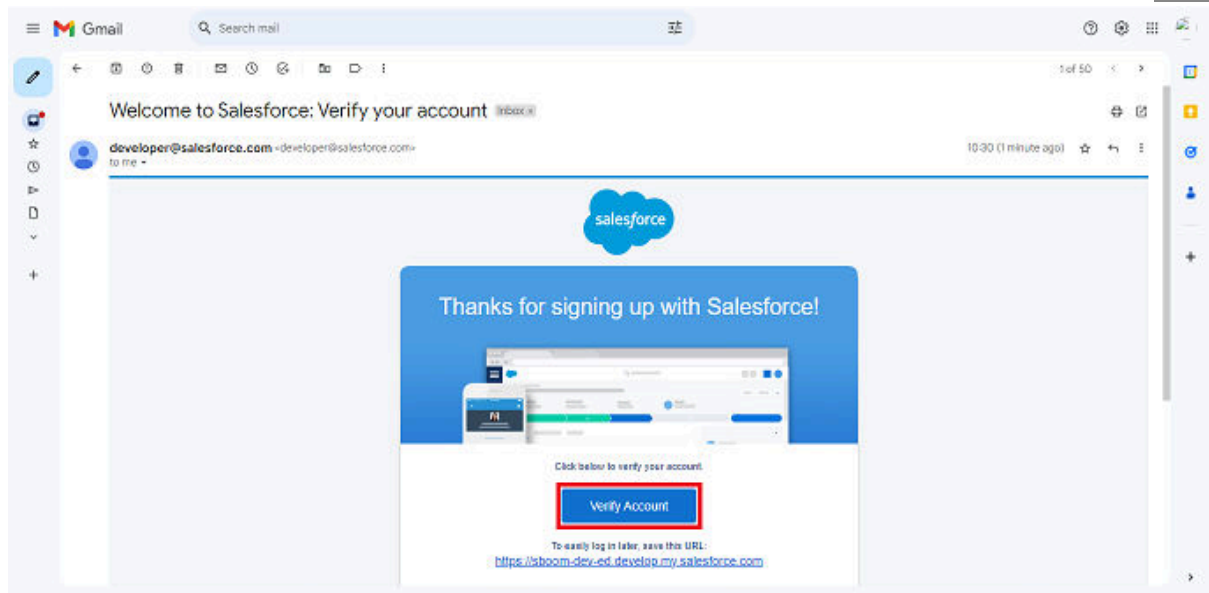 Gmail
Search mail
1 of 50
Welcome to Salesforce: Verify your account Inbox x
developer@salesforce.com <developer@salesforce.com>
10:30 (1 minute ago)
to me
salesforce
Thanks for signing up with Salesforce!
Click below to verify your account.
Verify Account
To easily log in later, save this URL:
https://sboom-dev-ed.develop.my.salesforce.com